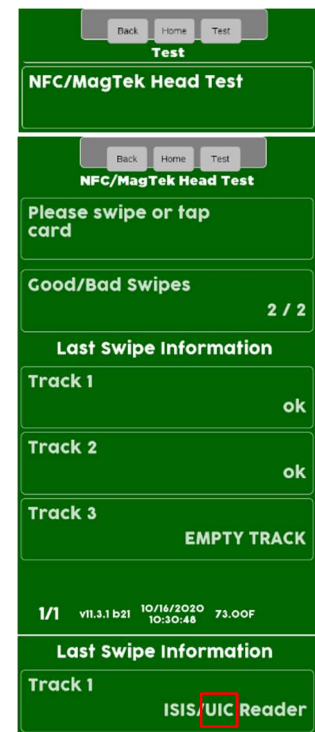 Back Home Test
Test
NFC/MagTek Head Test
Back Home Test
NFC/MagTek Head Test
Please swipe or tap
card
Good/Bad Swipes
2 / 2
Last Swipe Information
Track 1
ok
Track 2
ok
Track 3
EMPTY TRACK
1/1 v11.3.1 b21 10/16/2020 73.00F
10:30:48
Last Swipe Information
Track 1
ISIS/UIC Reader